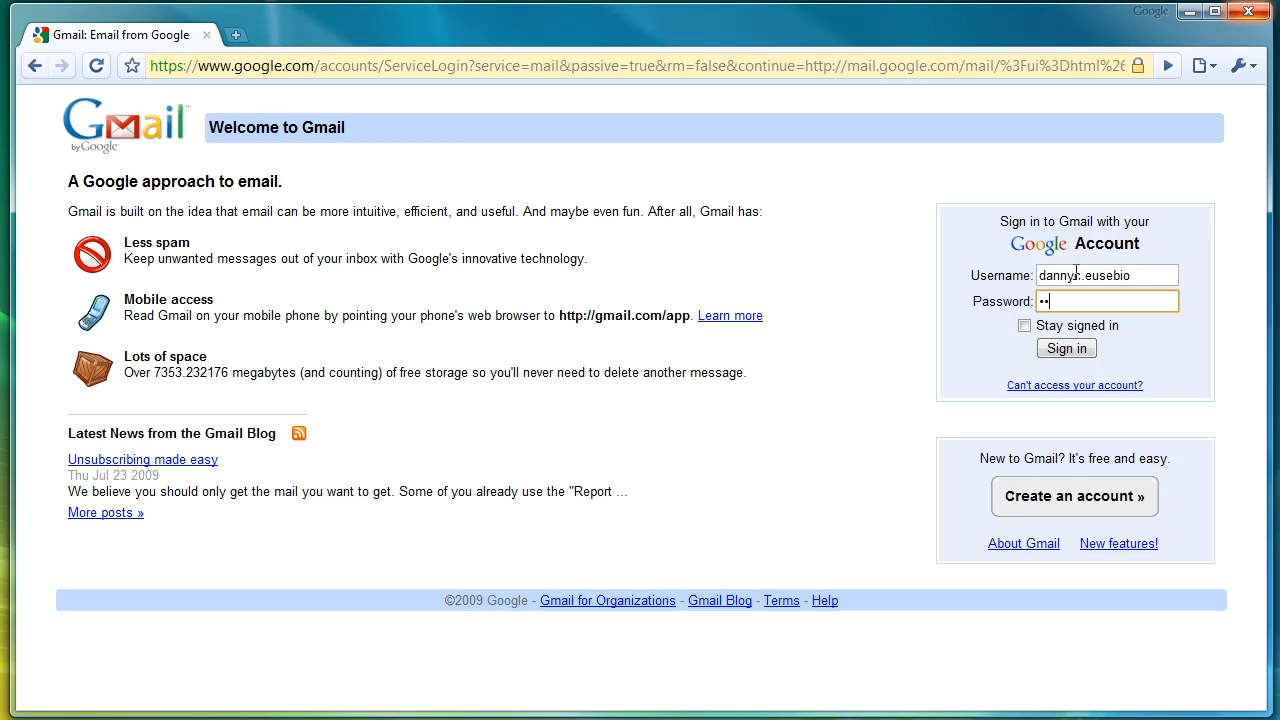 Google
Gmail: Email from Google
https://www.google.com/accounts/ServiceLogin?service=mail&passive=true&rm=false&continue=http://mail.google.com/mail/%3Fui%3Dhtml%26
Gmail™
by Google
Welcome to Gmail
A Google approach to email.
Gmail is built on the idea that email can be more intuitive, efficient, and useful. And maybe even fun. After all, Gmail has:
Less spam
Keep unwanted messages out of your inbox with Google's innovative technology.
Mobile access
Read Gmail on your mobile phone by pointing your phone's web browser to http://gmail.com/app. Learn more
Lots of space
Over 7353.232176 megabytes (and counting) of free storage so you'll never need to delete another message.
Latest News from the Gmail Blog
Unsubscribing made easy
Thu Jul 23 2009
We believe you should only get the mail you want to get. Some of you already use the "Report ...
More posts »
Sign in to Gmail with your
Google Account
Username:
Password: ••
Stay signed in
Sign in
Can't access your account?
New to Gmail? It's free and easy.
Create an account »
About Gmail New features!
©2009 Google - Gmail for Organizations - Gmail Blog - Terms - Help